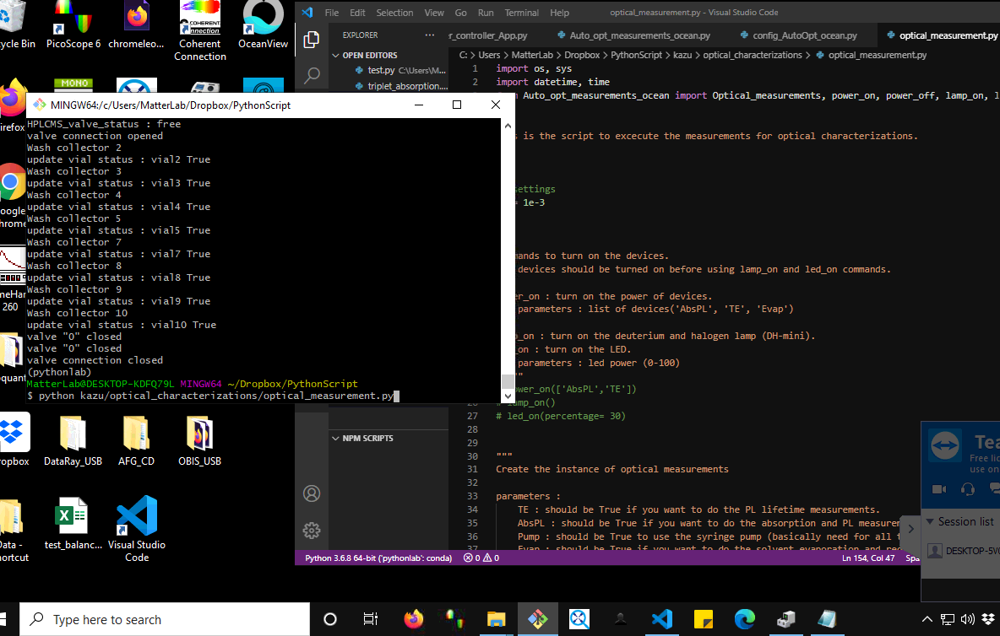 cycle Bin
PicoScope 6
chromeleo...
Coherent
Connection
OceanView
MONO
File Edit Selection View Go Run Terminal Help
optical_measurement.py - Visual Studio Code
EXPLORER
r_controller_App.py
Auto_opt_measurements_ocean.py
config_AutoOpt_ocean.py
optical_measurement.py
OPEN EDITORS
C: > Users > MatterLab > Dropbox > PythonScript > kazu > optical_characterizations > optical_measurement.py
test.py C:\Users\M...
triplet_absorption....
1 import os, sys
2 import datetime, time
Auto_opt_measurements_ocean import Optical_measurements, power_on, power_off, lamp_on, l
s is the script to excecute the measurements for optical characterizations.
settings
= 1e-3
mands to turn on the devices.
devices should be turned on before using lamp_on and led_on commands.
er_on : turn on the power of devices.
parameters : list of devices('AbsPL', 'TE', 'Evap')
p_on : turn on the deuterium and halogen lamp (DH-mini).
_on : turn on the LED.
parameters : led power (0-100)
"""
ower_on(['AbsPL','TE'])
# lamp_on()
27 # led_on(percentage= 30)
28
29
30 """
31 Create the instance of optical measurements
32
33 parameters :
34 TE : should be True if you want to do the PL lifetime measurements.
35 AbsPL : should be True if you want to do the absorption and PL measurem
36 Pump : should be True to use the syringe pump (basically need for all
37 Evap : should be True if you want to do the solvent evaporation and
MINGW64:/c/Users/MatterLab/Dropbox/PythonScript
HPLCMS_valve_status : free
valve connection opened
Wash collector 2
update vial status : vial2 True
Wash collector 3
update vial status : vial3 True
Wash collector 4
update vial status : vial4 True
Wash collector 5
update vial status : vial5 True
Wash collector 7
update vial status : vial7 True
Wash collector 8
update vial status : vial8 True
Wash collector 9
update vial status : vial9 True
Wash collector 10
update vial status : vial10 True
valve "0" closed
valve "0" closed
valve connection closed
(pythonlab)
MatterLab@DESKTOP-KDFQ79L MINGW64 ~/Dropbox/PythonScript
$ python kazu/optical_characterizations/optical_measurement.py
irefox
oogle
hrome
meHar
260
oquant
NPM SCRIPTS
ropbox
DataRay_USB
AFG_CD
OBIS_USB
Data -
ortcut
test_balanc...
Visual Studio
Code
Tea
Free lic
use on
Session list
DESKTOP-5V
Python 3.6.8 64-bit ('pythonlab': conda)
0
0
Ln 154, Col 47
Spa
Type here to search